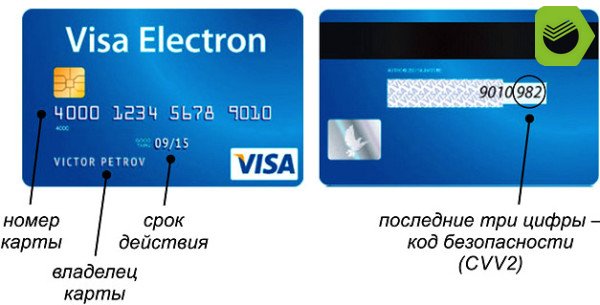 Visa Electron
4000 1234 5678 9010
4000
09/15
VICTOR PETROV
VISA
9010 982
номер
карты
владелец
карты
срок
действия
последние три цифры –
код безопасности
(CVV2)